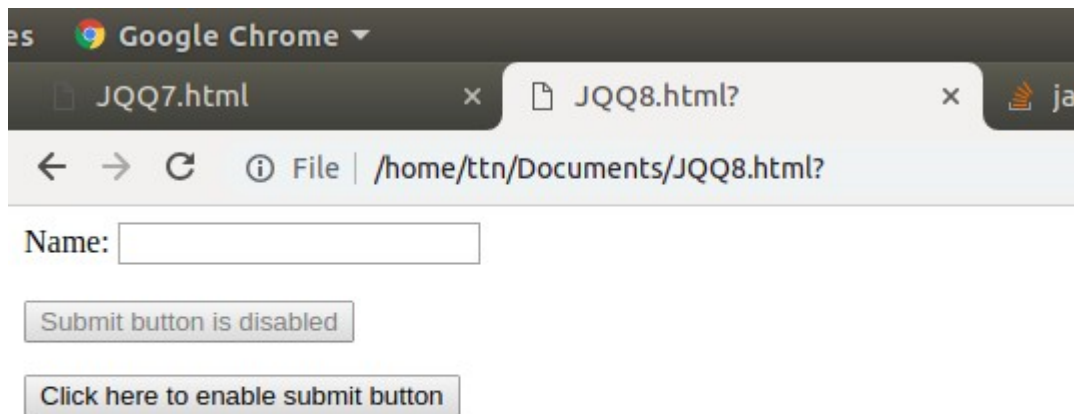 es Google Chrome
JQQ7.html × JQQ8.html? × ja
File | /home/ttn/Documents/JQQ8.html?
Name:
Submit button is disabled
Click here to enable submit button